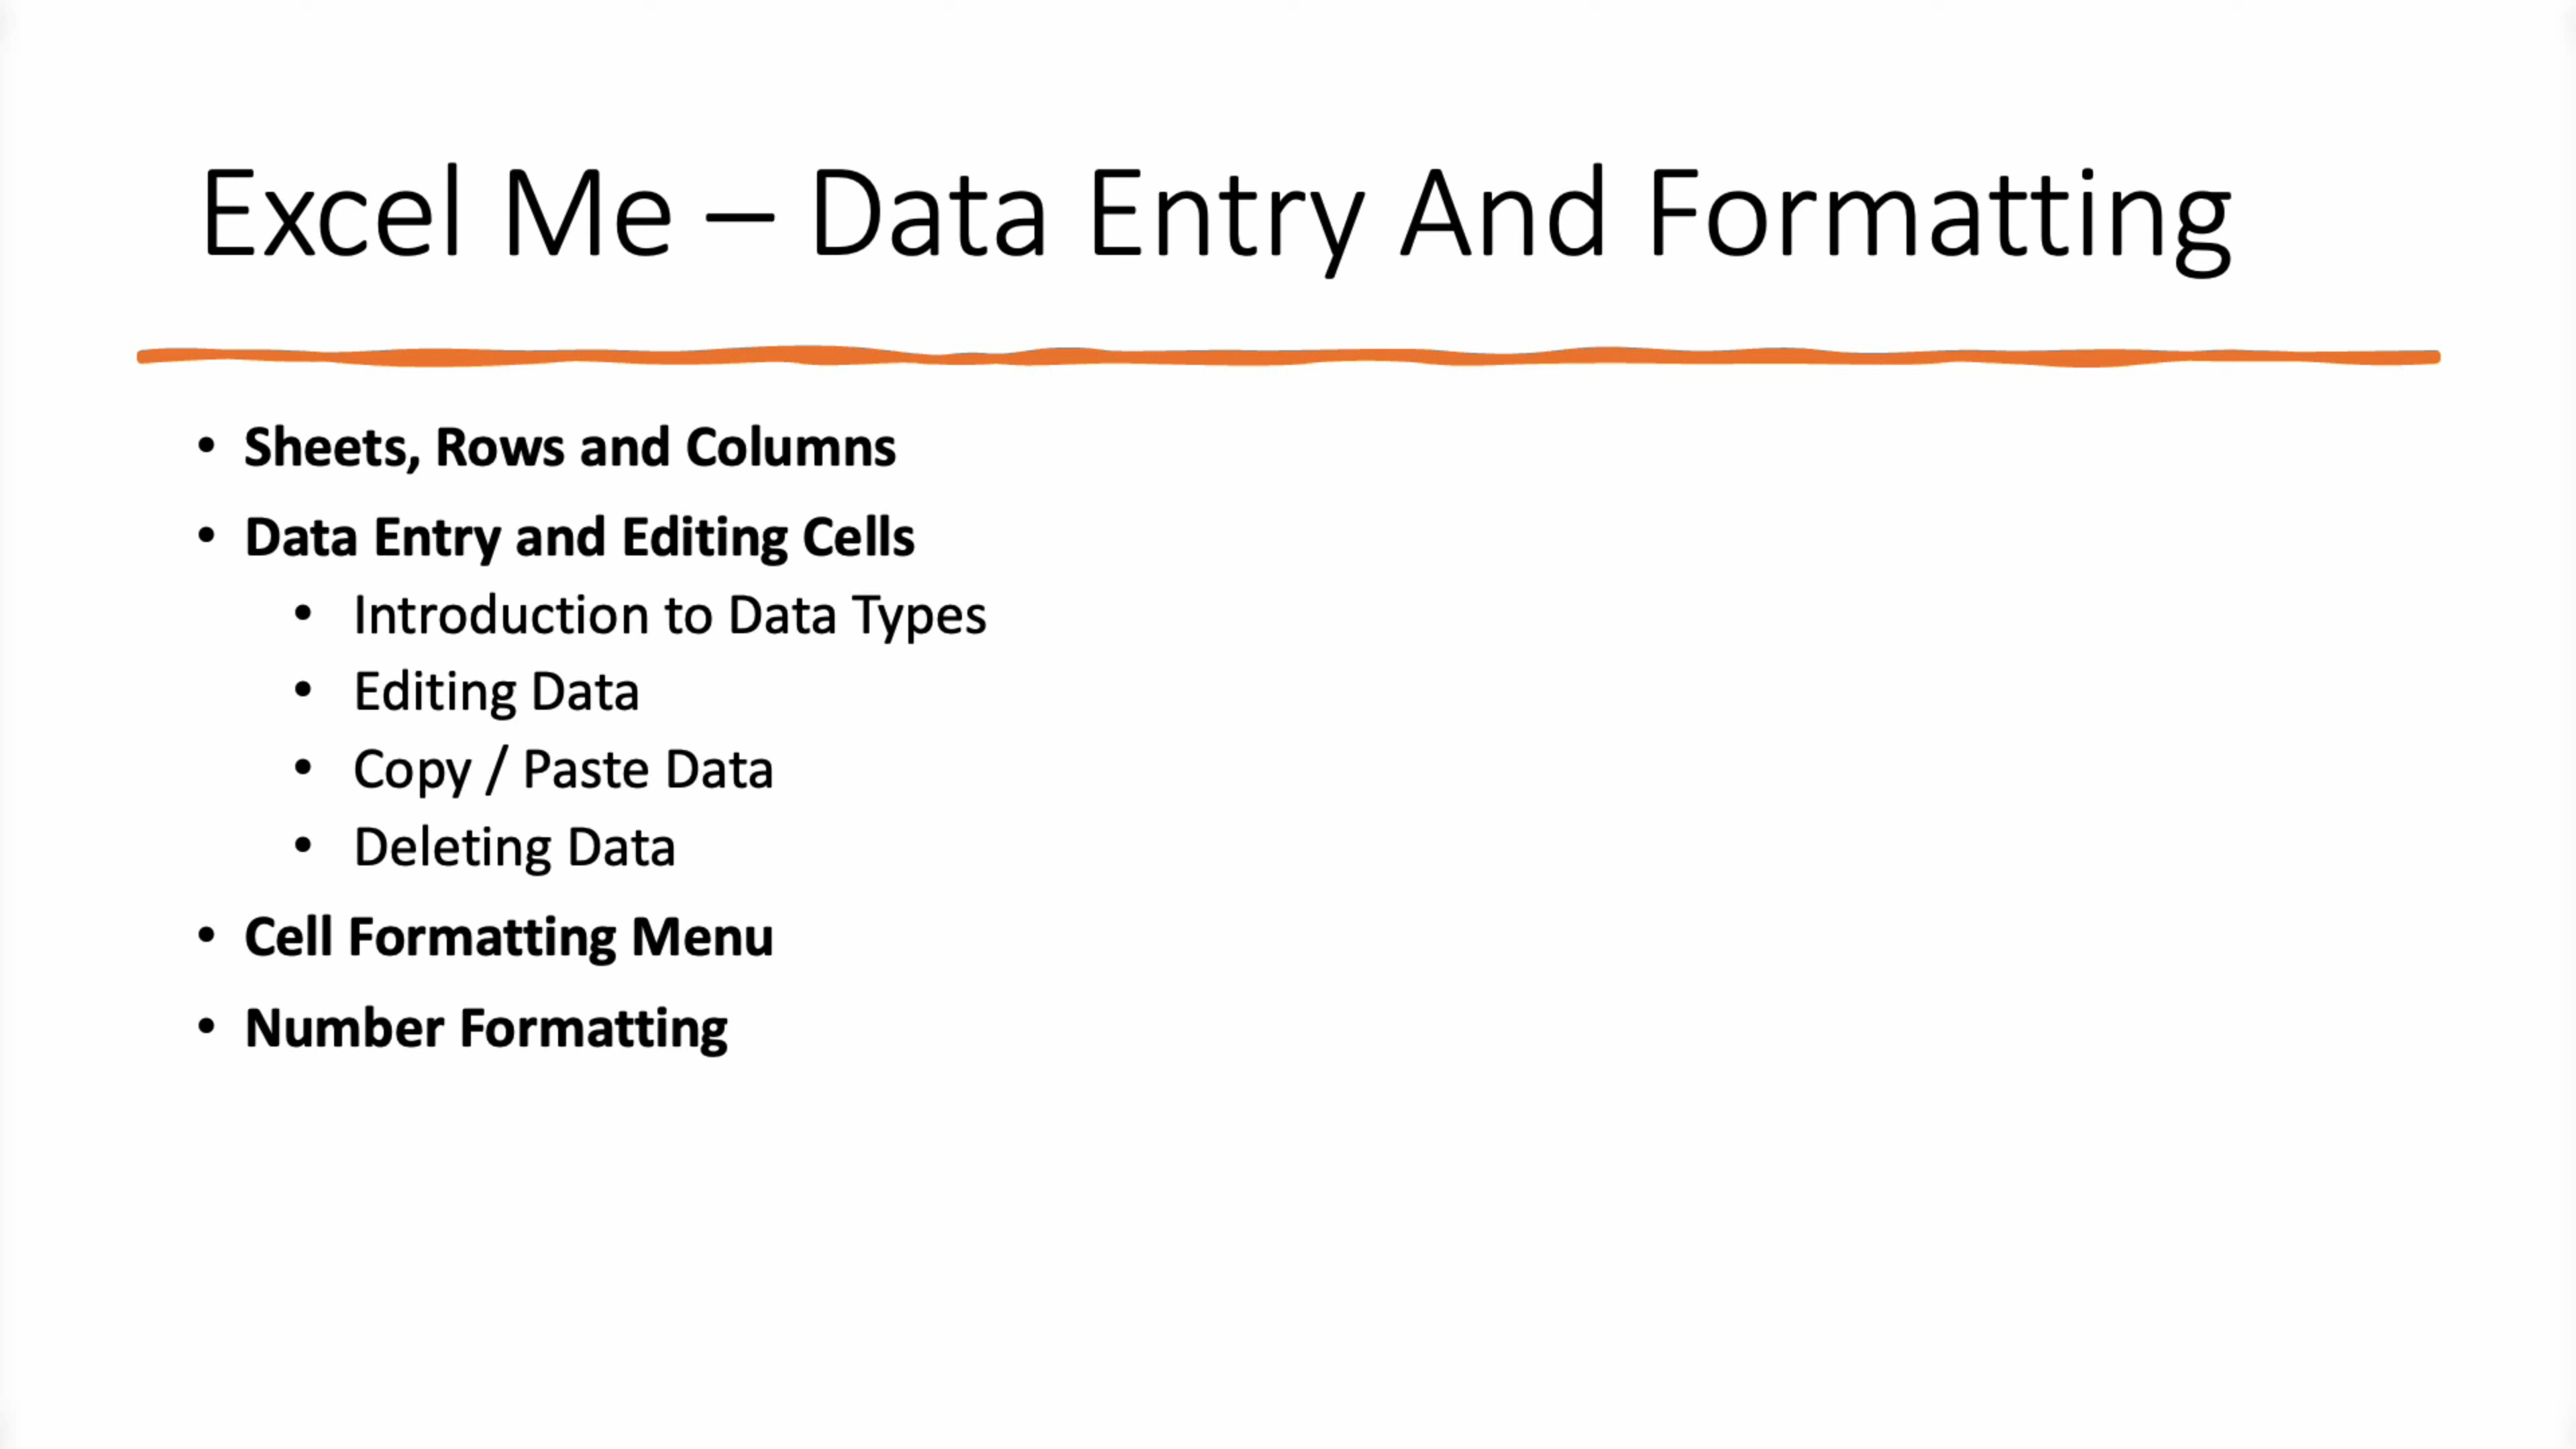 Excel Me – Data Entry And Formatting
• Sheets, Rows and Columns
• Data Entry and Editing Cells
• Introduction to Data Types
• Editing Data
• Copy / Paste Data
• Deleting Data
• Cell Formatting Menu
• Number Formatting